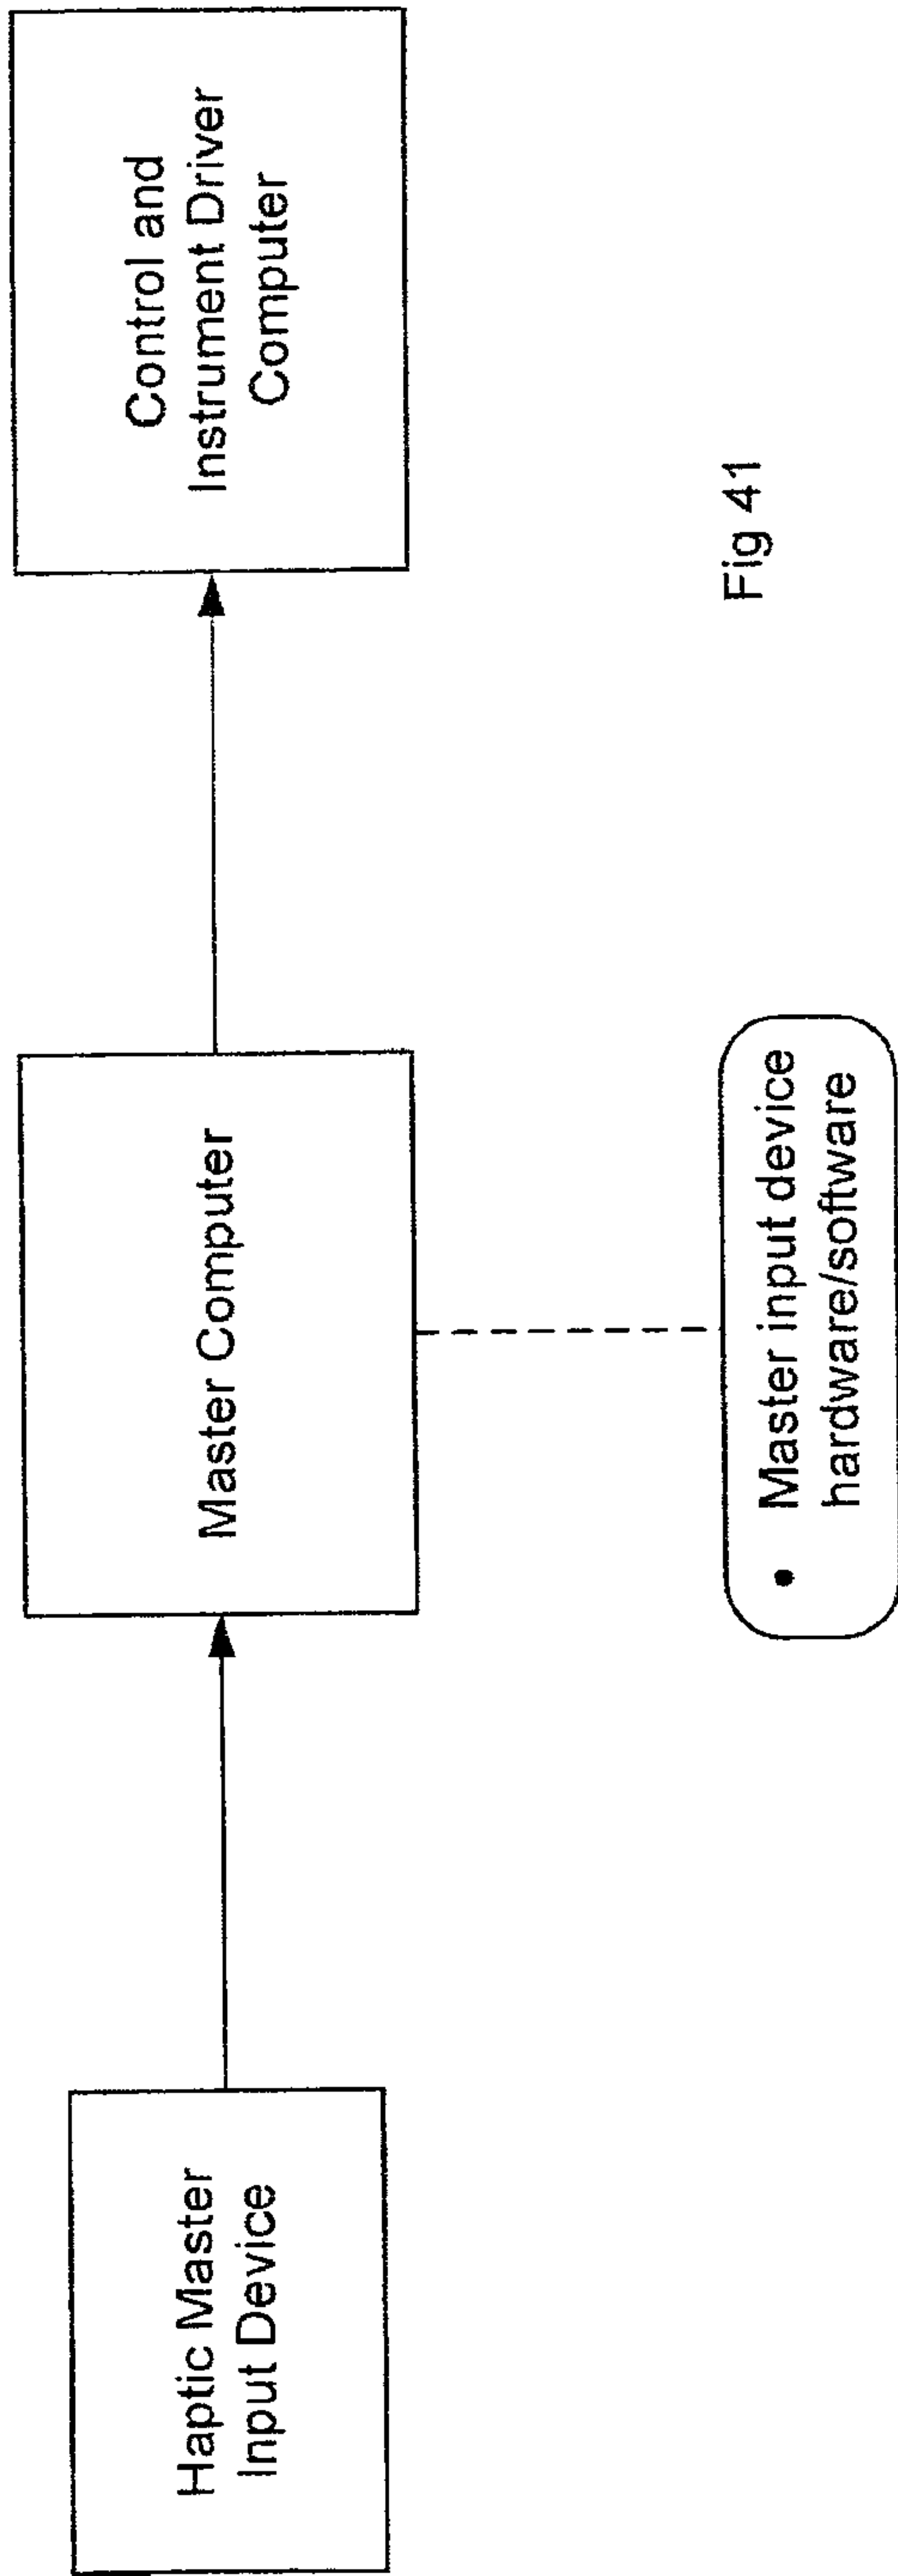 Haptic Master
Input Device
Master Computer
Control and
Instrument Driver
Computer
• Master input device
hardware/software
Fig 41